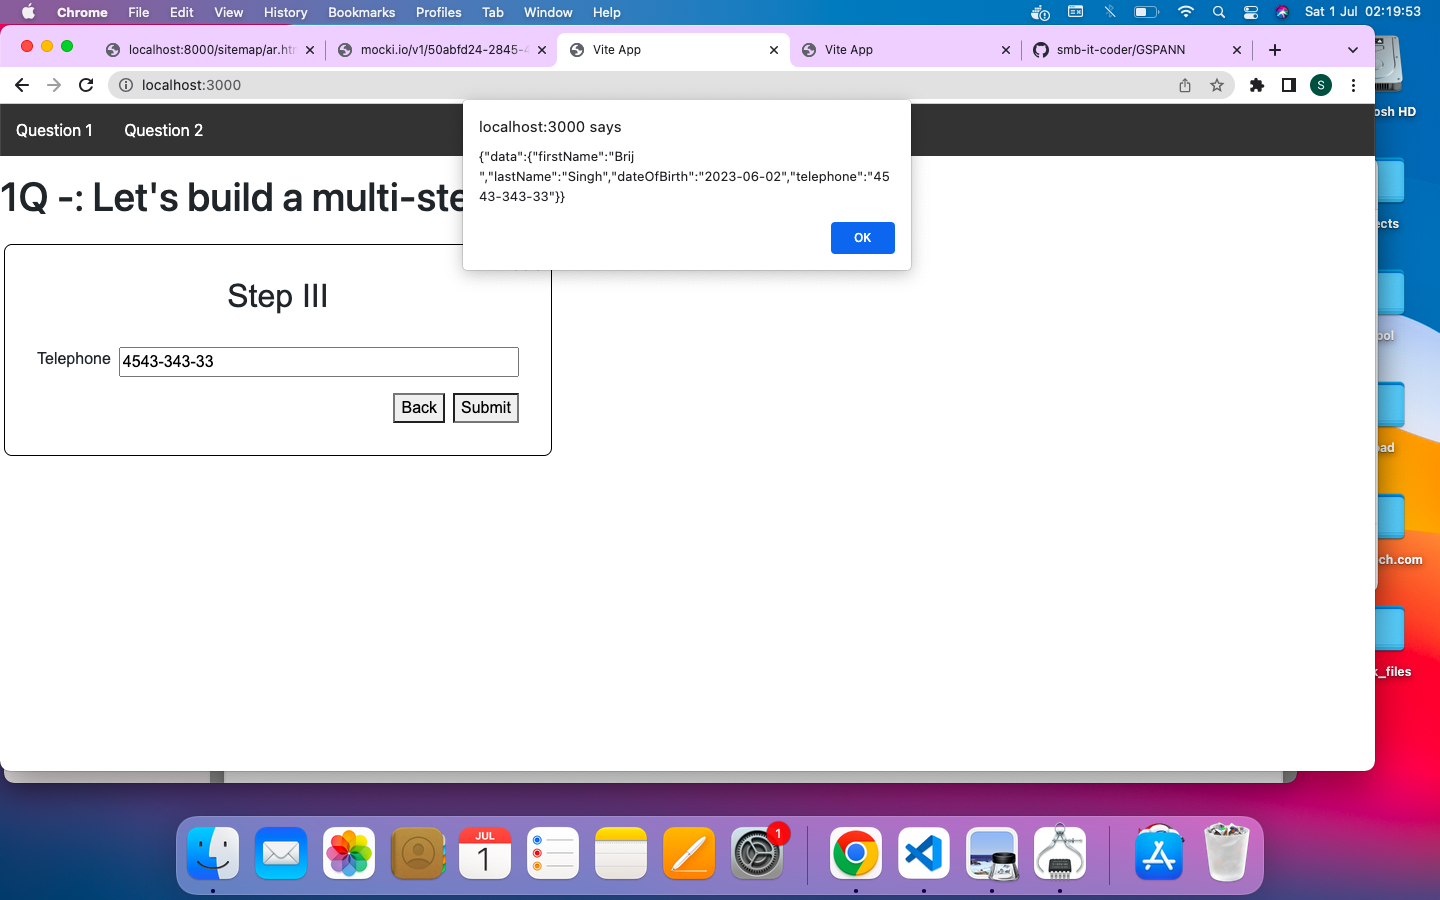 Chrome File Edit View History Bookmarks Profiles Tab Window Help Sat 1 Jul 02:19:53
localhost:8000/sitemap/ar.htm mocki.io/v1/50abfd24-2845- Vite App Vite App smb-it-coder/GSPANN
localhost:3000 S
Question 1 Question 2
localhost:3000 says
{"data":{"firstName":"Brij
","lastName":"Singh","dateOfBirth":"2023-06-02","telephone":"45
43-343-33"}}
OK
1Q -: Let's build a multi-ste
Step III
Telephone 4543-343-33
Back Submit
osh HD
ects
ool
ad
ch.com
_files
JUL
1
1